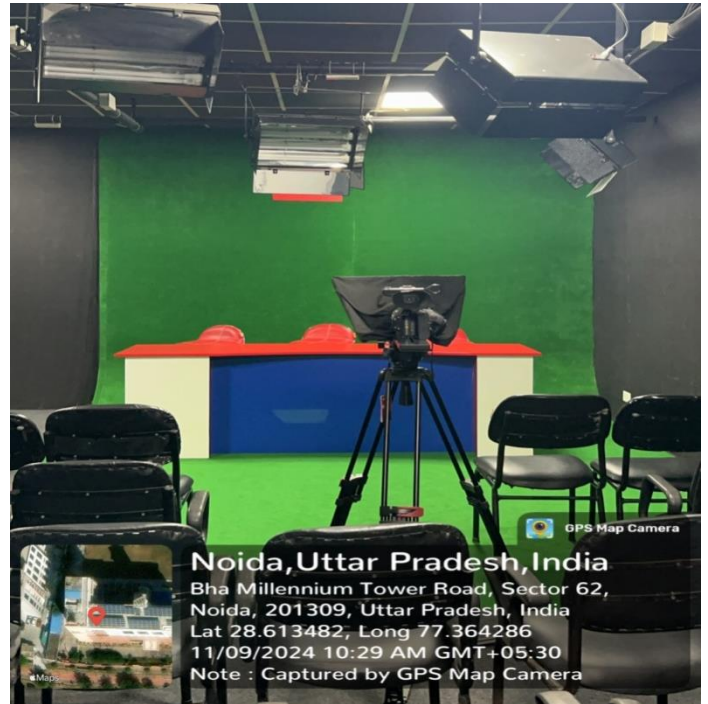 GPS Map Camera
Noida,Uttar Pradesh,India
Bha Millennium Tower Road, Sector 62,
Noida, 201309, Uttar Pradesh, India
Lat 28.613482, Long 77.364286
11/09/2024 10:29 AM GMT+05:30
Note : Captured by GPS Map Camera
Maps